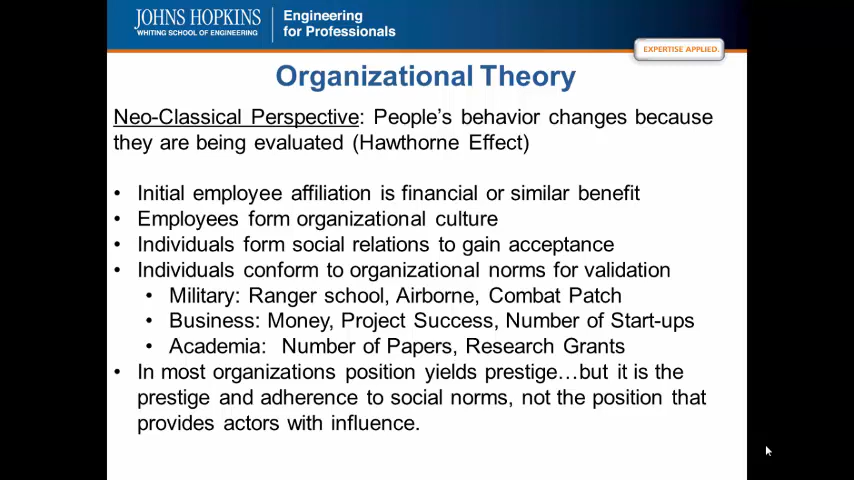 JOHNS HOPKINS
WHITING SCHOOL OF ENGINEERING
Engineering
for Professionals
EXPERTISE APPLIED.
Organizational Theory
Neo-Classical Perspective: People's behavior changes because
they are being evaluated (Hawthorne Effect)
• Initial employee affiliation is financial or similar benefit
• Employees form organizational culture
• Individuals form social relations to gain acceptance
• Individuals conform to organizational norms for validation
• Military: Ranger school, Airborne, Combat Patch
• Business: Money, Project Success, Number of Start-ups
• Academia: Number of Papers, Research Grants
• In most organizations position yields prestige…but it is the
prestige and adherence to social norms, not the position that
provides actors with influence.